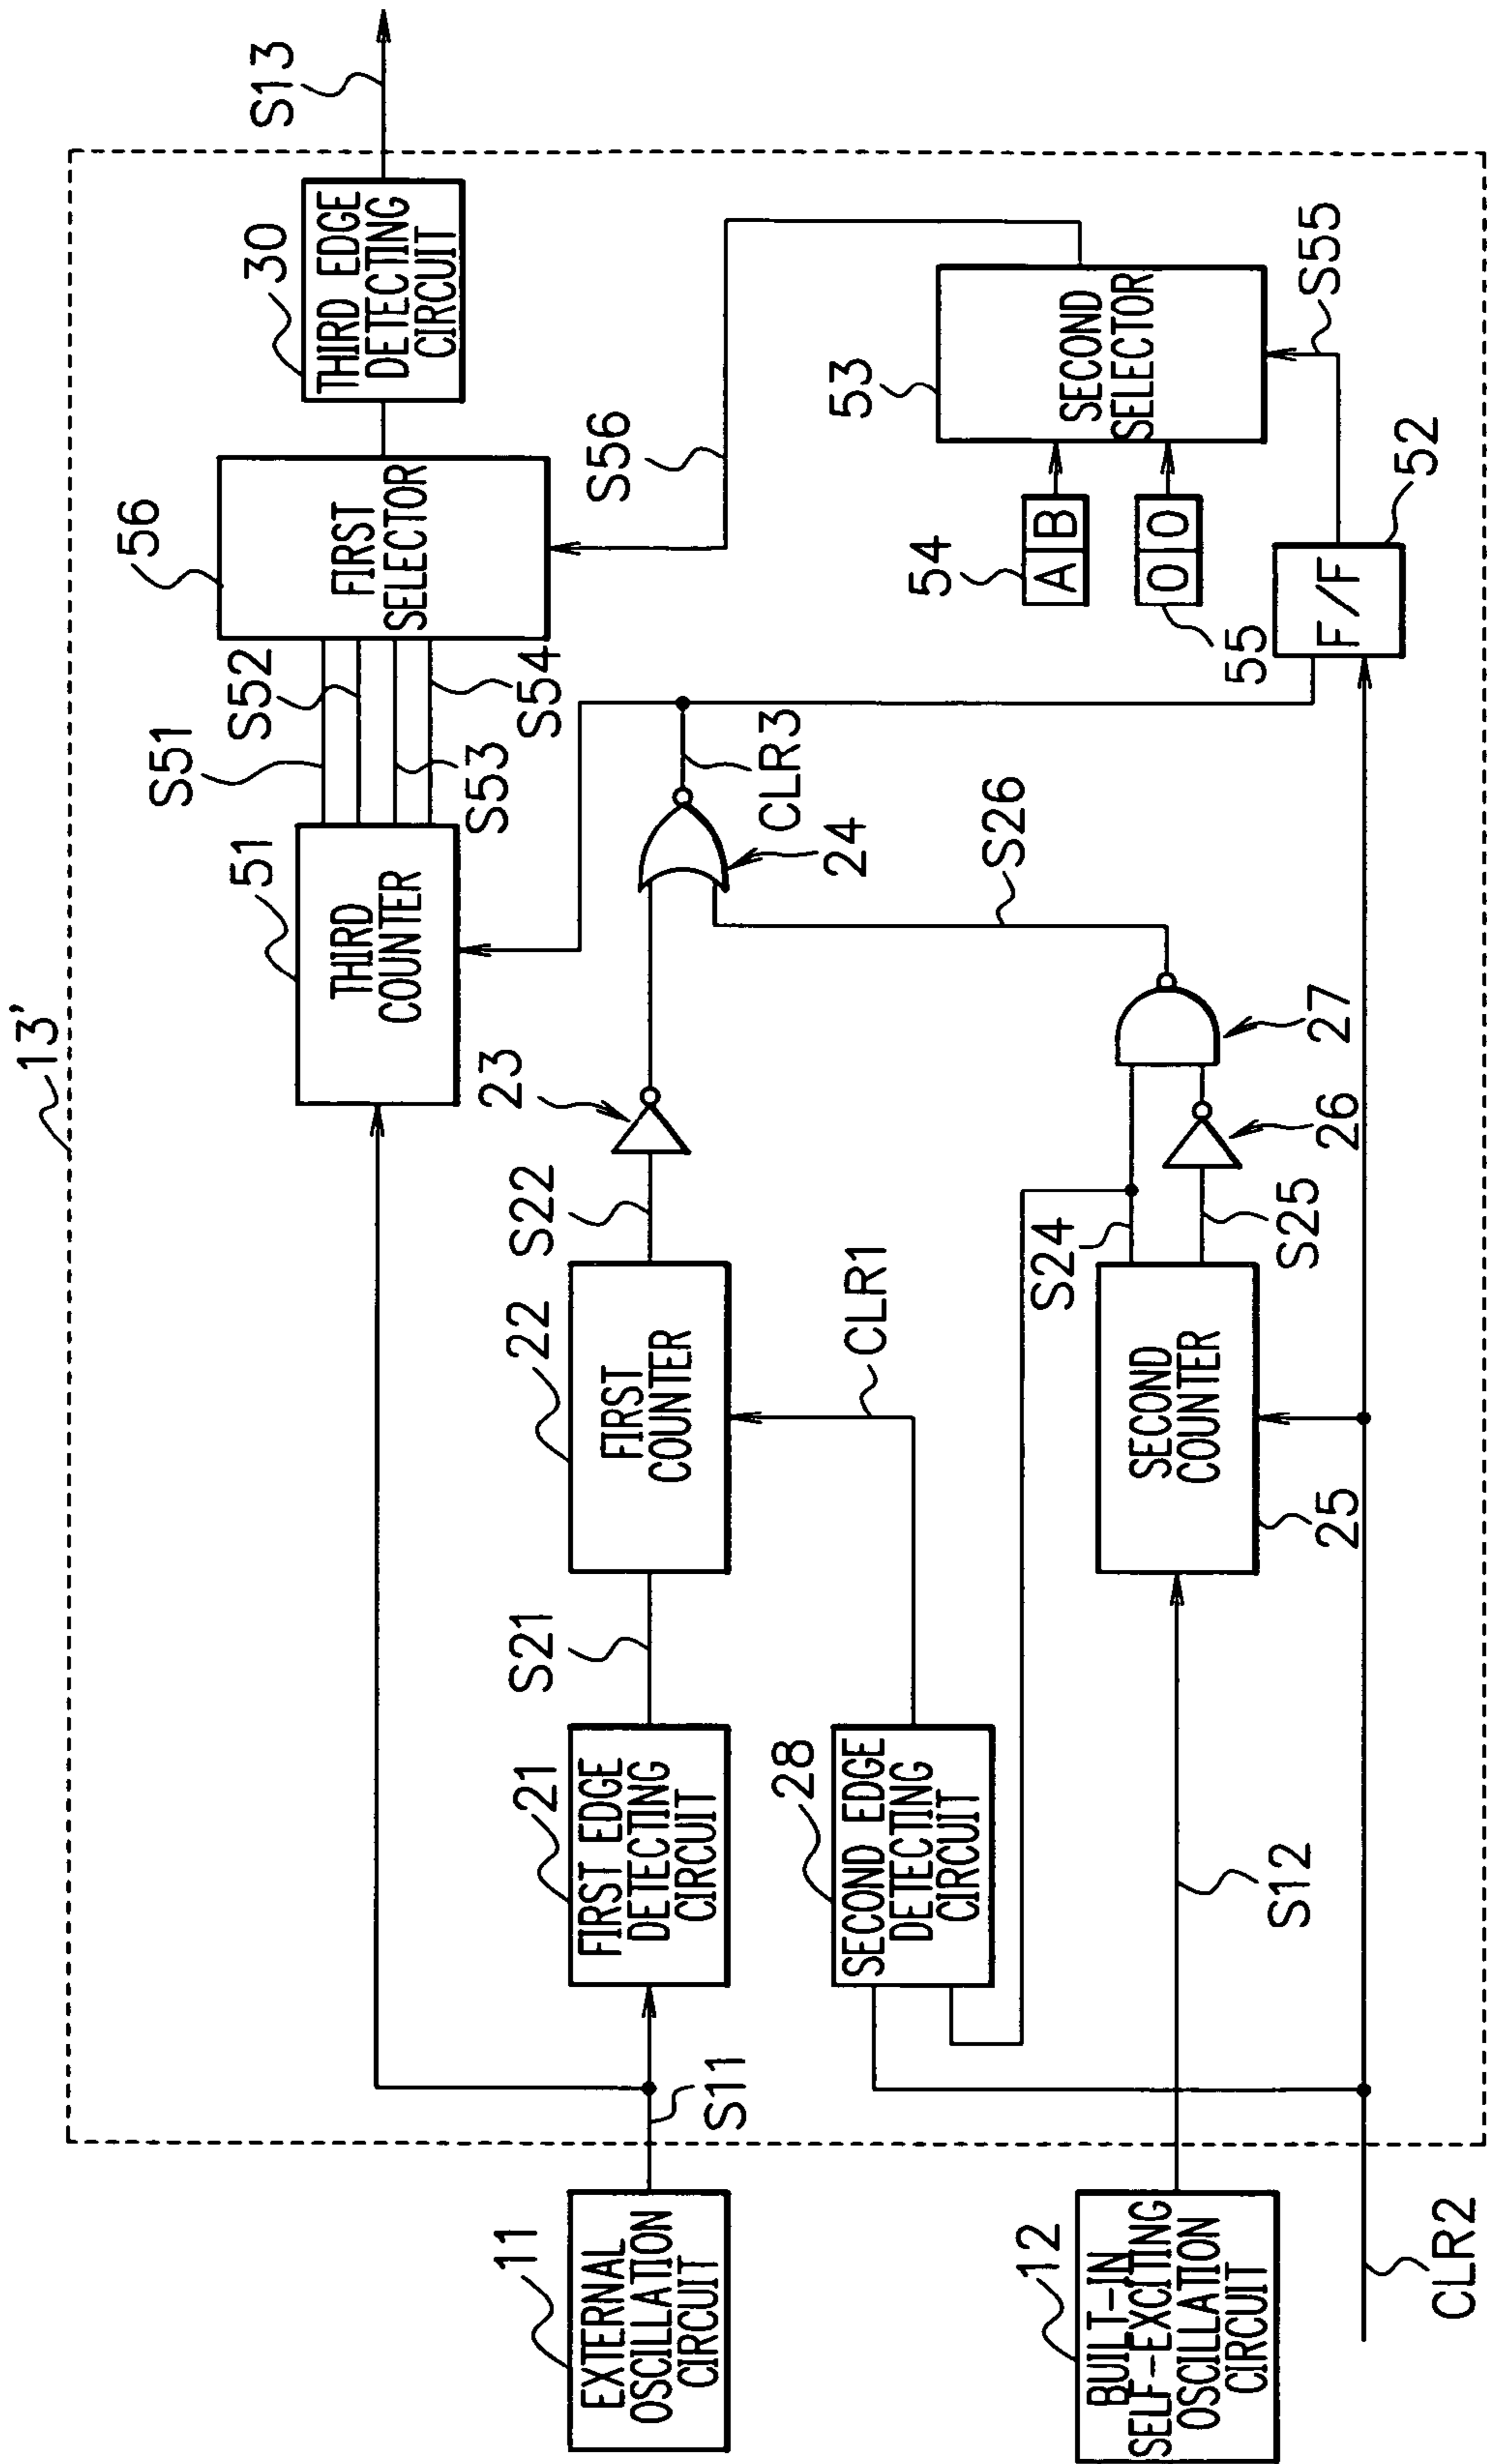 13'
EXTERNAL
OSCILLATION
CIRCUIT
11
S11
FIRST EDGE
DETECTING
CIRCUIT
21
S21
FIRST
COUNTER
22
S22
23
CLR1
SECOND EDGE
DETECTING
CIRCUIT
28
BUILT-IN
SELF-EXCITING
OSCILLATION
CIRCUIT
12
S12
SECOND
COUNTER
25
S24
S25
26
27
S26
24
CLR3
CLR2
THIRD
COUNTER
51
S51
S52
S53
S54
FIRST
SELECTOR
56
S56
THIRD EDGE
DETECTING
CIRCUIT
30
S13
SECOND
SELECTOR
53
54
A B
55
0 0
F/F
52
S55